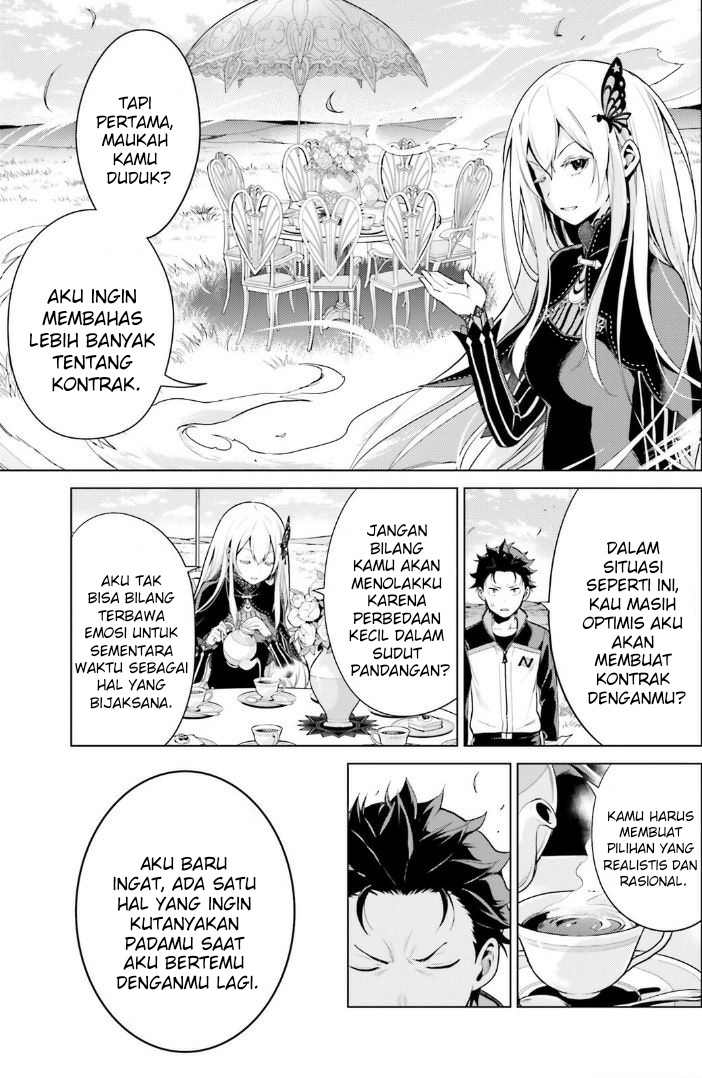 TAPI
PERTAMA,
MAUKAH
KAMU
DUDUK?
AKU INGIN
MEMBAHAS
LEBIH BANYAK
TENTANG
KONTRAK.
DALAM
SITUASI
SEPERTI INI,
KAU MASIH
OPTIMIS AKU
AKAN
MEMBUAT
KONTRAK
DENGANMU?
JANGAN
BILANG
KAMU AKAN
MENOLAKKU
KARENA
PERBEDAAN
KECIL DALAM
SUDUT
PANDANGAN?
AKU TAK
BISA BILANG
TERBAWA
EMOSI UNTUK
SEMENTARA
WAKTU SEBAGAI
HAL YANG
BIJAKSANA.
KAMU HARUS
MEMBUAT
PILIHAN YANG
REALISTIS DAN
RASIONAL.
AKU BARU
INGAT, ADA SATU
HAL YANG INGIN
KUTANYAKAN
PADAMU SAAT
AKU BERTEMU
DENGANMU LAGI.